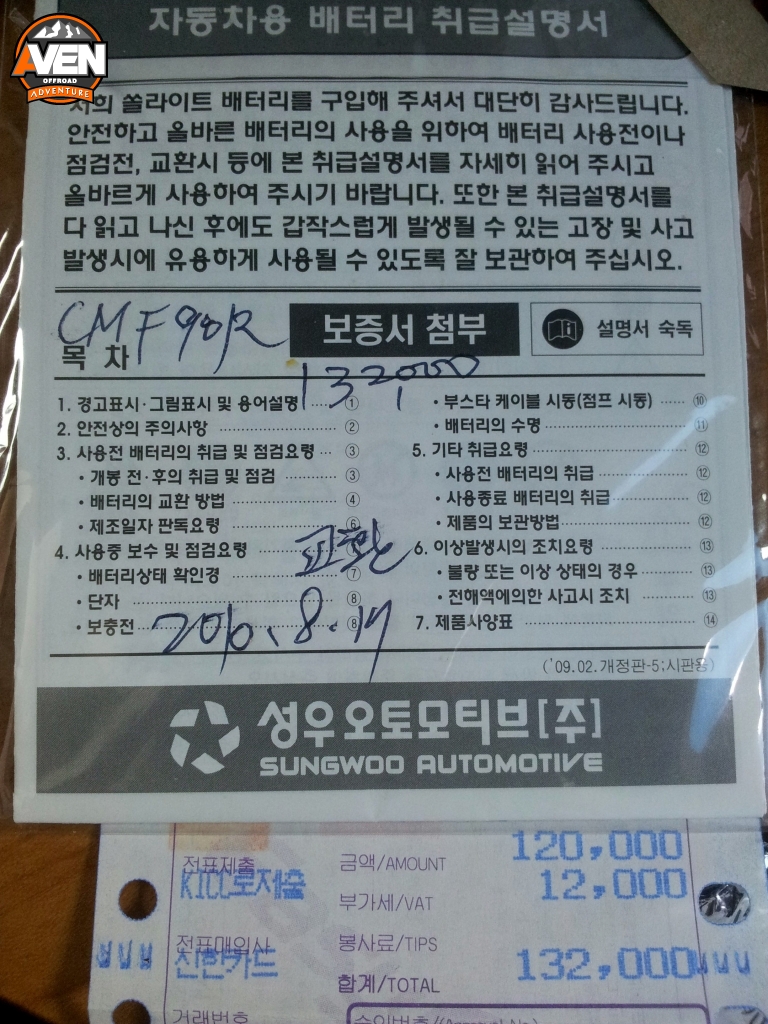 자동차용 배터리 취급설명서
AVEN
OFFROAD
ADVENTURE
저희 쏠라이트 배터리를 구입해 주셔서 대단히 감사드립니다.
안전하고 올바른 배터리의 사용을 위하여 배터리 사용전이나
점검전, 교환시 등에 본 취급설명서를 자세히 읽어 주시고
올바르게 사용하여 주시기 바랍니다. 또한 본 취급설명서를
다 읽고 나신 후에도 갑작스럽게 발생될 수 있는 고장 및 사고
발생시에 유용하게 사용될 수 있도록 잘 보관하여 주십시오.
CMF 90R
목 차
보증서 첨부
설명서 숙독
132,000
1. 경고표시·그림표시 및 용어설명 ····· ①
2. 안전상의 주의사항 ····· ②
3. 사용전 배터리의 취급 및 점검요령 ··· ③
• 개봉 전·후의 취급 및 점검 ····· ③
• 배터리의 교환 방법 ····· ④
• 제조일자 판독요령 ····· ⑥
4. 사용중 보수 및 점검요령 ·····
• 배터리상태 확인경 ····· ⑦
• 단자 ····· ⑧
• 보충전 ····· ⑧
• 부스타 케이블 시동(점프 시동) ····· ⑩
• 배터리의 수명 ····· ⑪
5. 기타 취급요령 ····· ⑫
• 사용전 배터리의 취급 ····· ⑫
• 사용종료 배터리의 취급 ····· ⑫
• 제품의 보관방법 ····· ⑫
6. 이상발생시의 조치요령 ····· ⑬
• 불량 또는 이상 상태의 경우 ····· ⑬
• 전해액에의한 사고시 조치 ····· ⑬
7. 제품사양표 ····· ⑭
교환
2010. 8. 17
('09.02.개정판-5;시판용)
성우오토모티브[주]
SUNGWOO AUTOMOTIVE
전표제출
KICC로제출
금액/AMOUNT
120,000
부가세/VAT
12,000
전표매입사
신한카드
봉사료/TIPS
합계/TOTAL
132,000
거래번호
승인번호/(Approval No.)